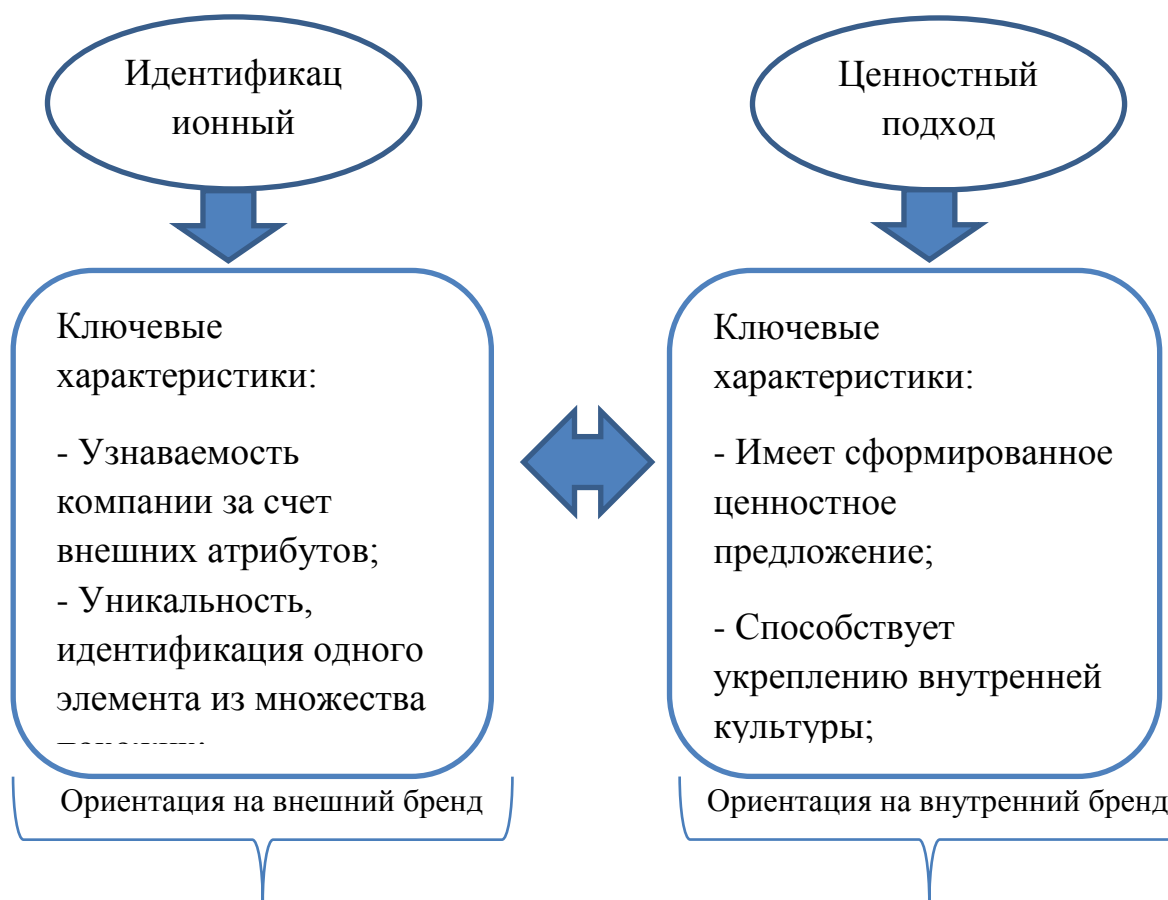 Идентификац
ионный
Ценностный
подход
Ключевые
характеристики:
- Узнаваемость
компании за счет
внешних атрибутов;
- Уникальность,
идентификация одного
элемента из множества
Ключевые
характеристики:
- Имеет сформированное
ценностное
предложение;
- Способствует
укреплению внутренней
культуры;
Ориентация на внешний бренд
Ориентация на внутренний бренд